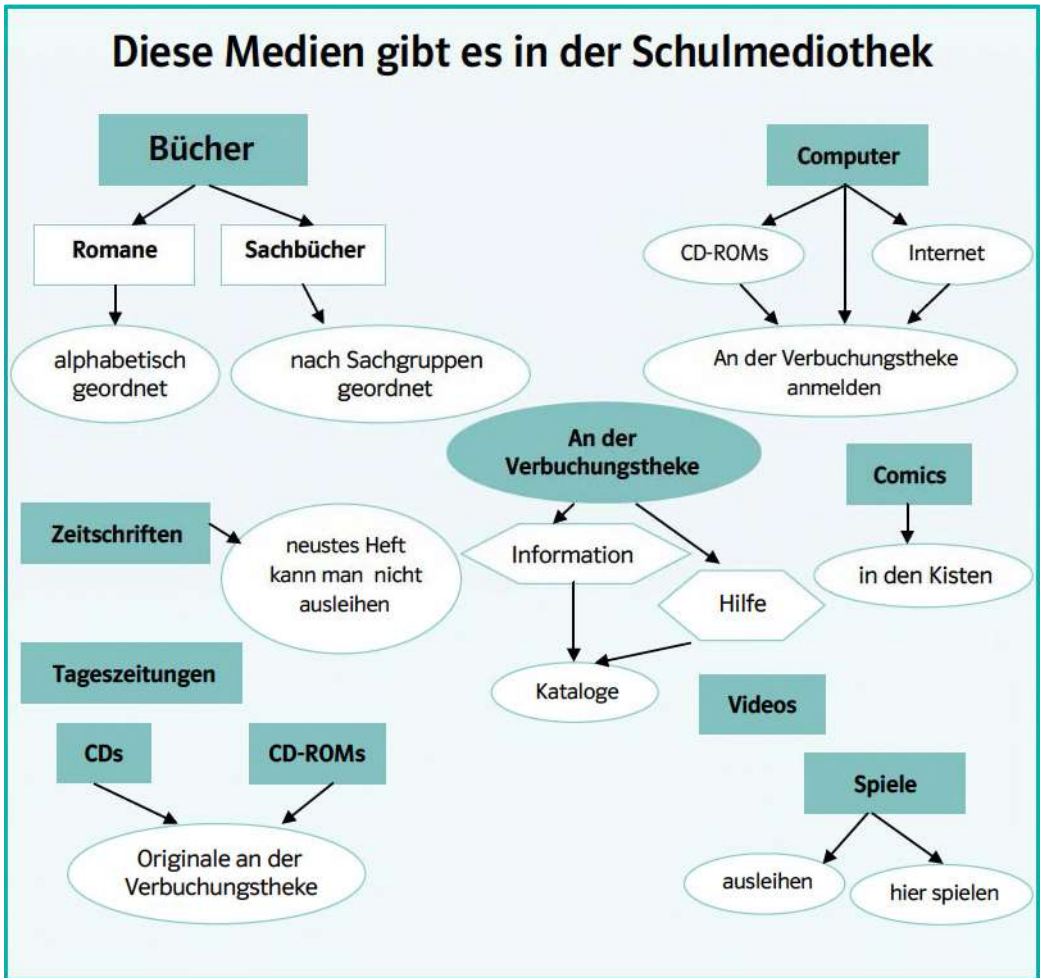 Diese Medien gibt es in der Schulmediothek
Bücher
Romane
Sachbücher
alphabetisch
geordnet
nach Sachgruppen
geordnet
Computer
CD-ROMs
Internet
An der Verbuchungstheke
anmelden
An der
Verbuchungstheke
Information
Hilfe
Kataloge
Comics
in den Kisten
Zeitschriften
neustes Heft
kann man nicht
ausleihen
Tageszeitungen
CDs
CD-ROMs
Originale an der
Verbuchungstheke
Videos
Spiele
ausleihen
hier spielen